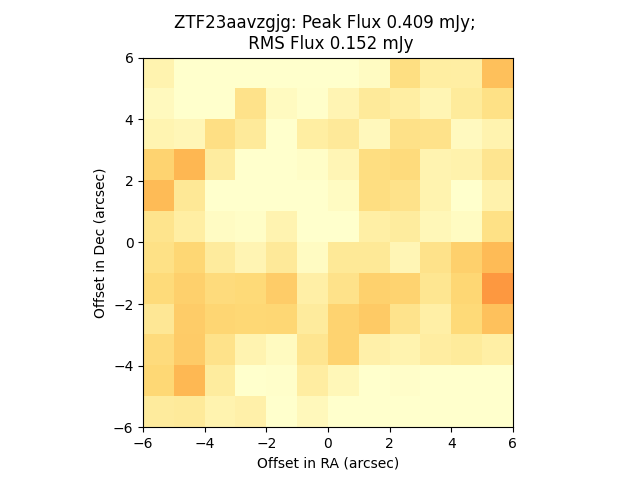 ZTF23aavzgjg: Peak Flux 0.409 mJy;
RMS Flux 0.152 mJy
6
4
2
0
−2
−4
−6
Offset in Dec (arcsec)
−6 −4 −2 0 2 4 6
Offset in RA (arcsec)